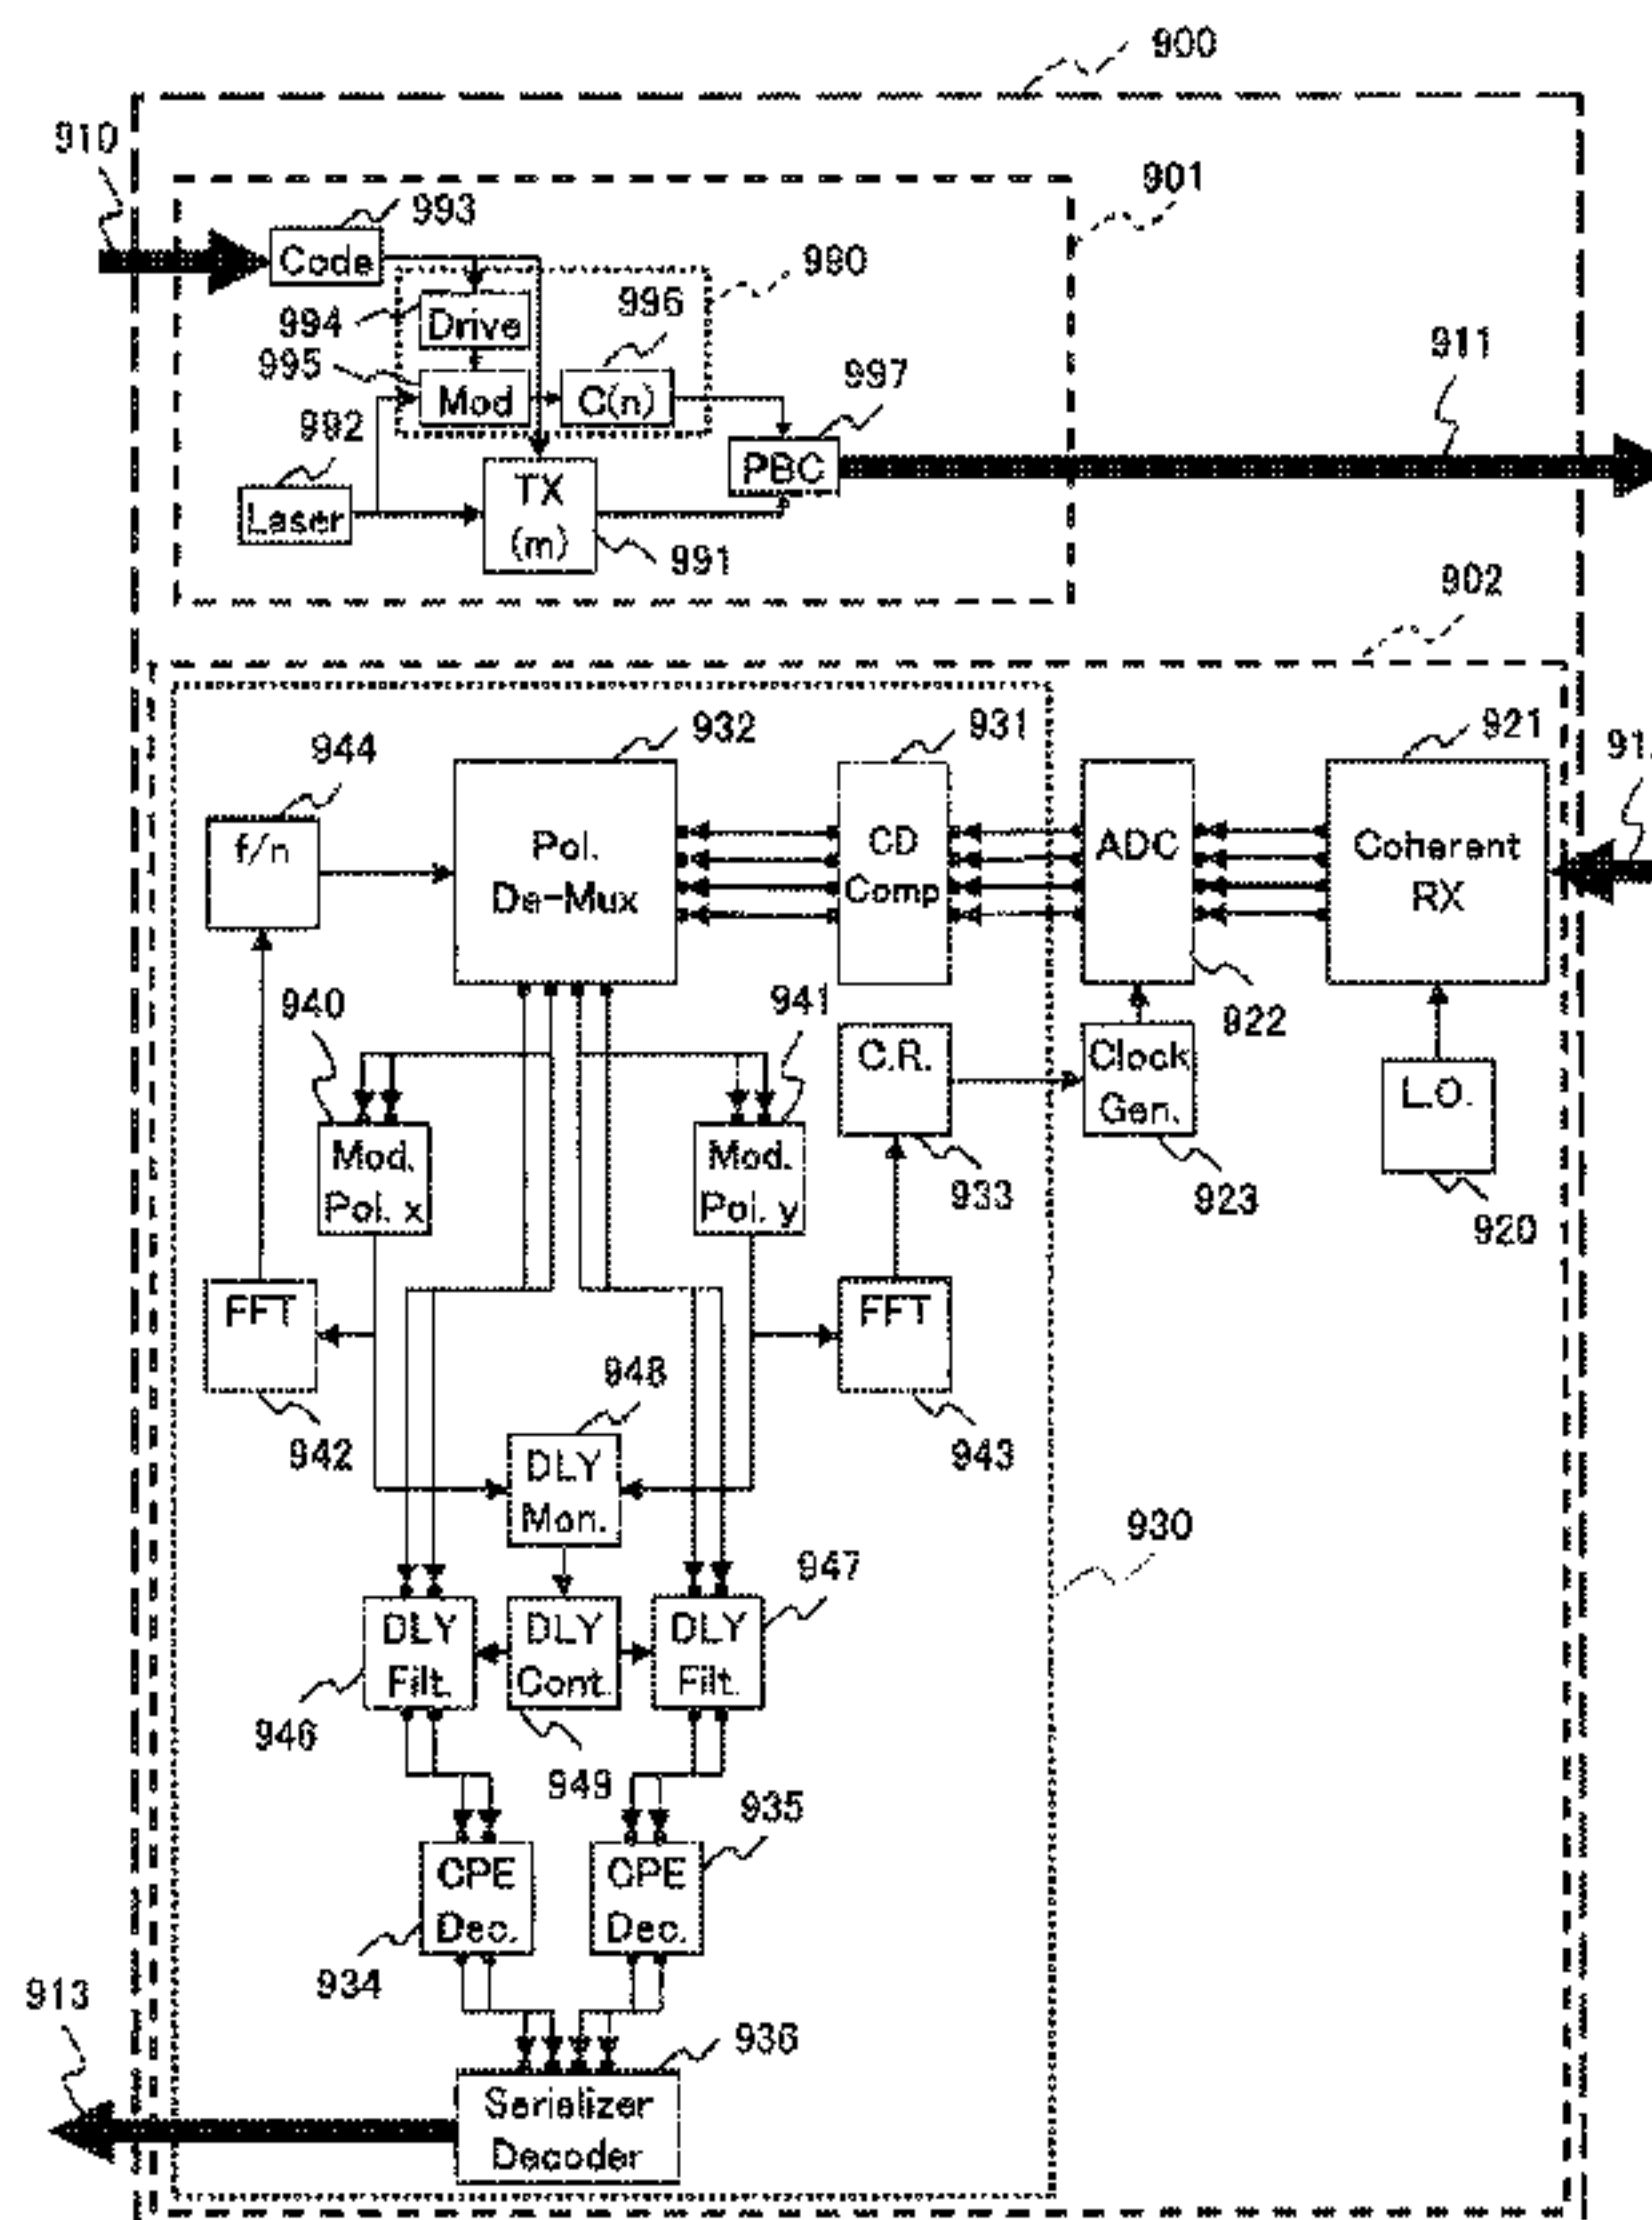 900
910
901
993
Code
990
996
994
Drive
995
911
997
Mod
C(n)
992
PBC
TX
(m)
Laser
991
902
932
931
921
944
f/n
Pol.
De-Mux
CD
Comp
ADC
Coherent
RX
940
941
922
C.R.
Clock
Gen.
L.O.
Mod.
Pol. x
Mod.
Pol. y
933
923
920
FFT
FFT
948
942
943
DLY
Mon.
930
947
DLY
Filt.
DLY
Cont.
DLY
Filt.
946
949
935
CPE
Dec.
CPE
Dec.
934
913
936
Serializer
Decoder